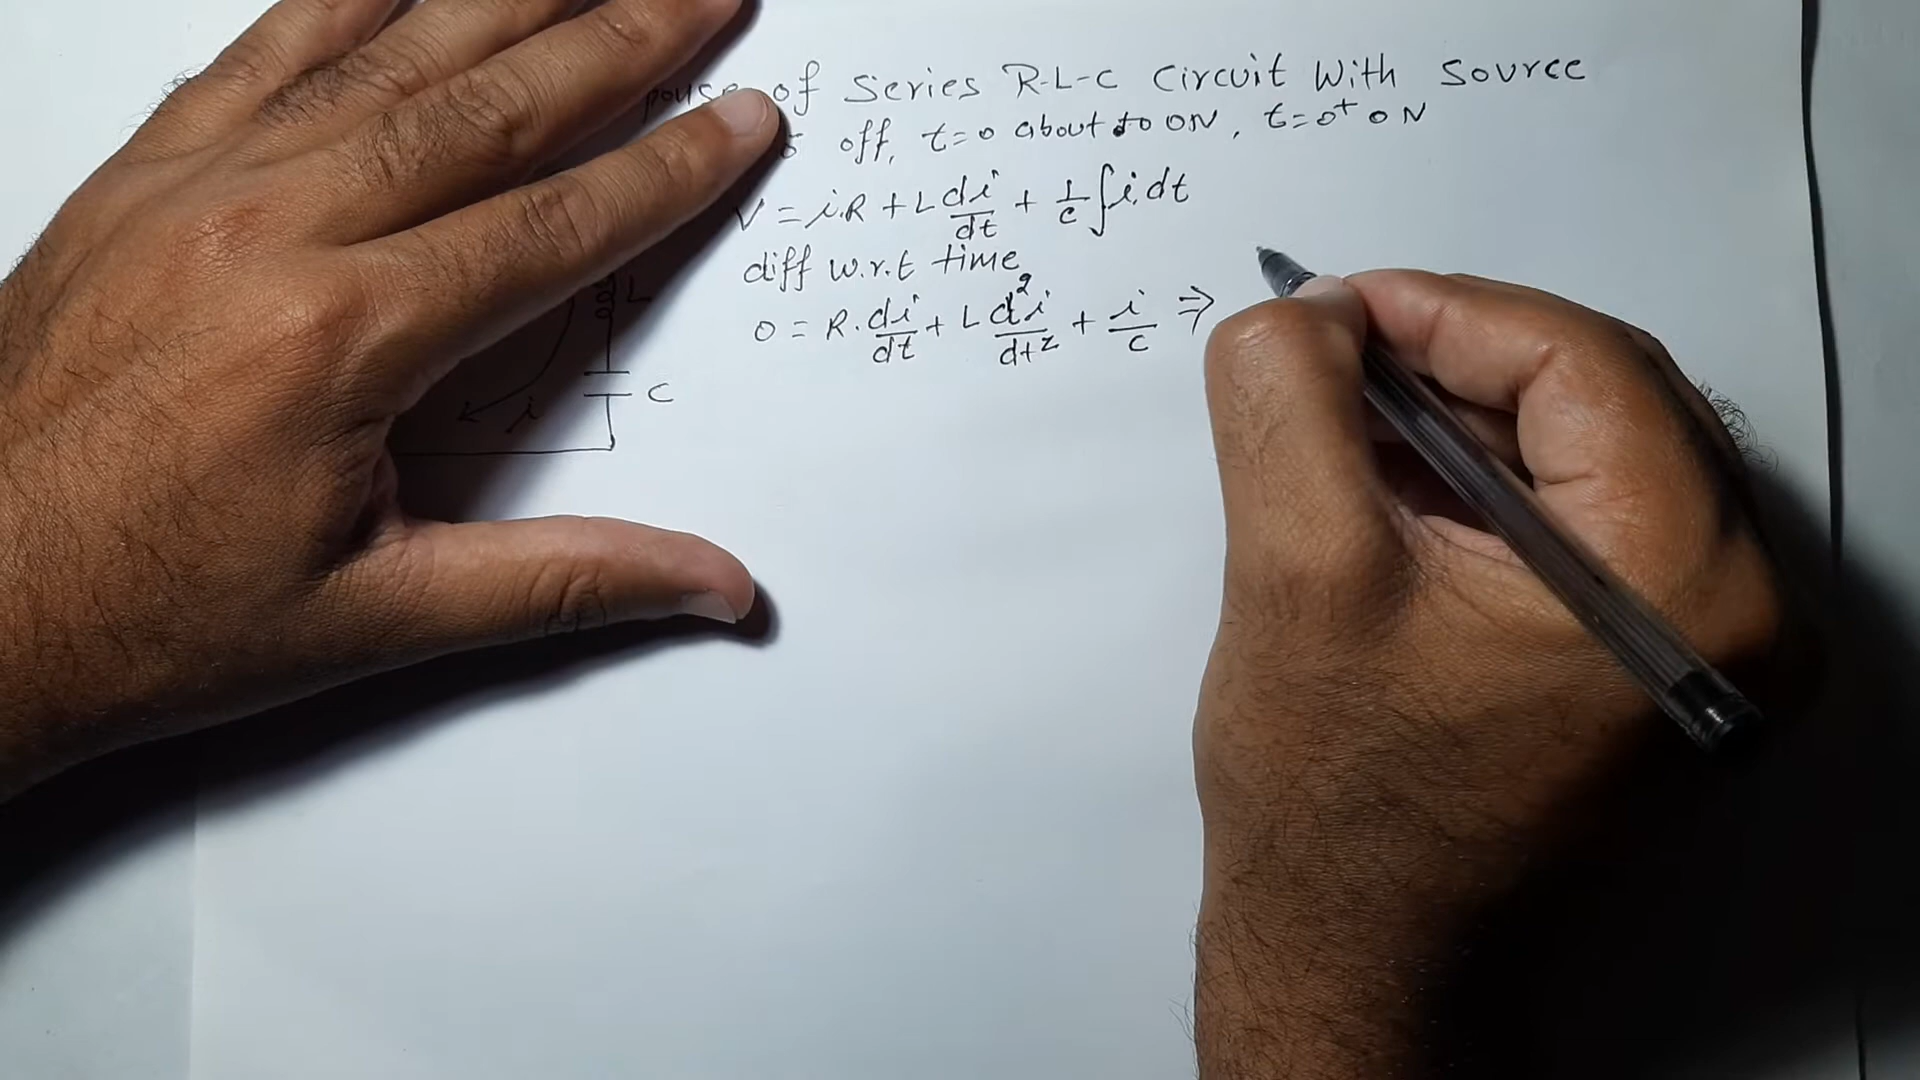 of Series R-L-C Circuit With Source
off, t=0 about to ON, t=0⁺ ON
V = i.R + L di/dt + 1/c ∫i.dt
diff w.r.t time
0 = R. di/dt + L d²i/dt² + i/c ⇒
L
C
i